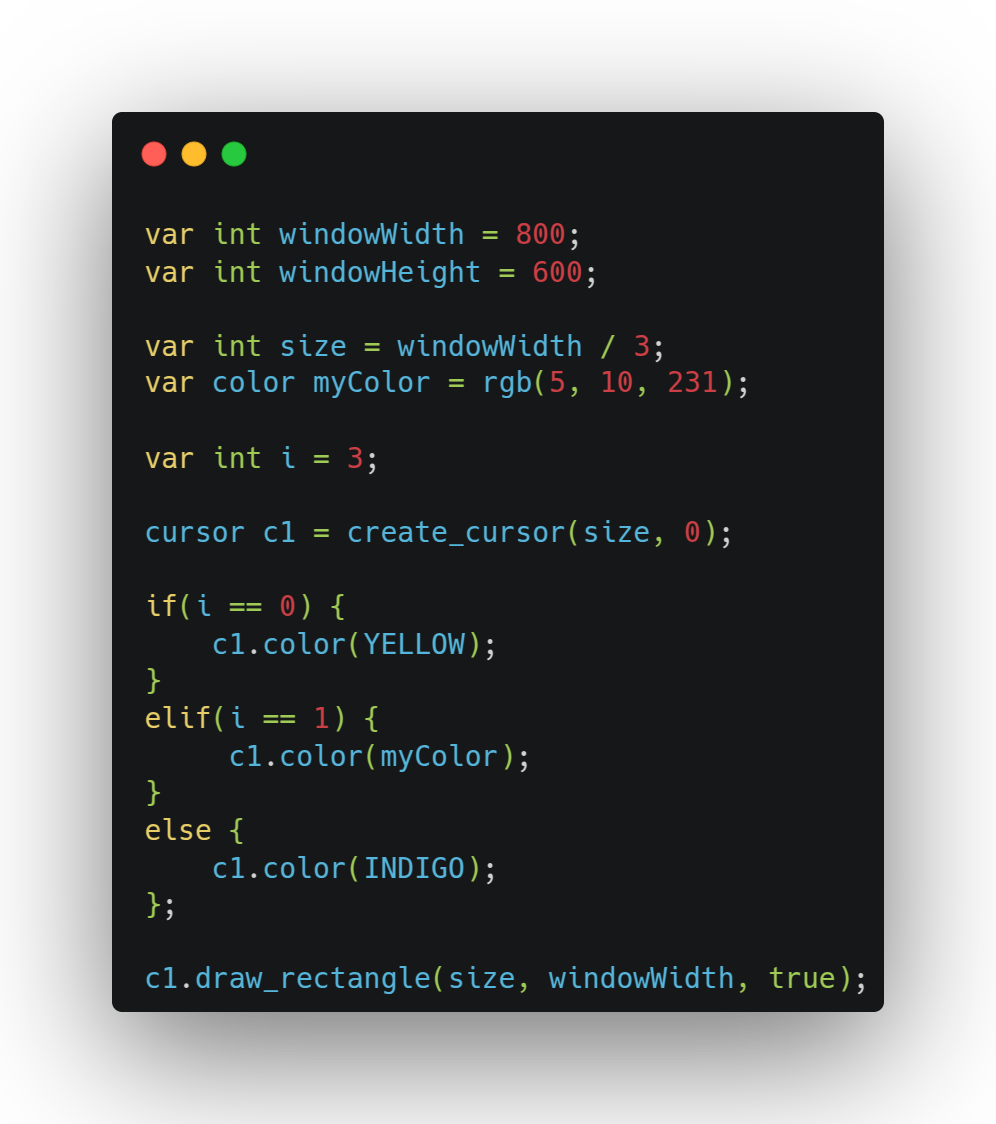 var int windowWidth = 800;
var int windowHeight = 600;

var int size = windowWidth / 3;
var color myColor = rgb(5, 10, 231);

var int i = 3;

cursor c1 = create_cursor(size, 0);

if(i == 0) {
    c1.color(YELLOW);
}
elif(i == 1) {
     c1.color(myColor);
}
else {
    c1.color(INDIGO);
};

c1.draw_rectangle(size, windowWidth, true);